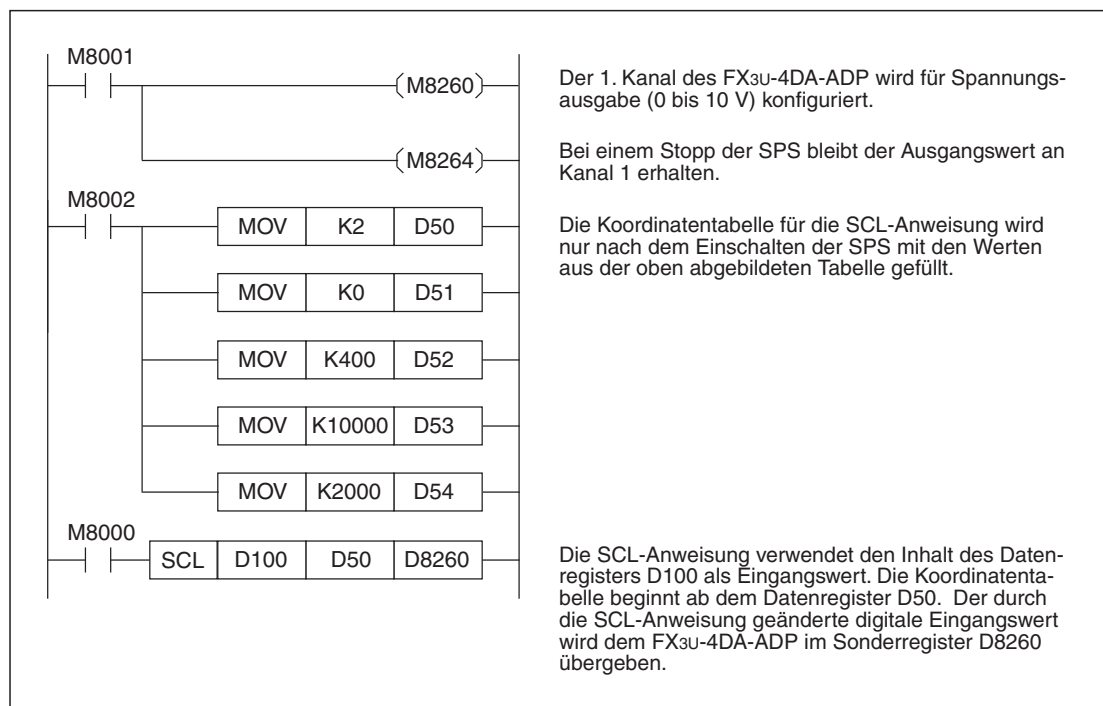 M8001
M8260
Der 1. Kanal des FX3U-4DA-ADP wird für Spannungs-
ausgabe (0 bis 10 V) konfiguriert.
M8264
Bei einem Stopp der SPS bleibt der Ausgangswert an
Kanal 1 erhalten.
M8002
MOV K2 D50
Die Koordinatentabelle für die SCL-Anweisung wird
nur nach dem Einschalten der SPS mit den Werten
aus der oben abgebildeten Tabelle gefüllt.
MOV K0 D51
MOV K400 D52
MOV K10000 D53
MOV K2000 D54
M8000
SCL D100 D50 D8260
Die SCL-Anweisung verwendet den Inhalt des Daten-
registers D100 als Eingangswert. Die Koordinatenta-
belle beginnt ab dem Datenregister D50. Der durch
die SCL-Anweisung geänderte digitale Eingangswert
wird dem FX3U-4DA-ADP im Sonderregister D8260
übergeben.